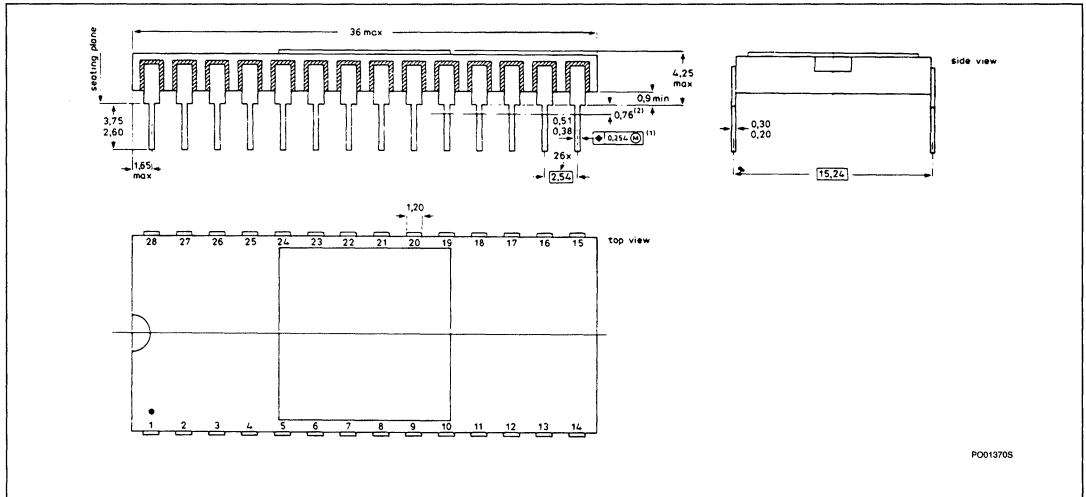 36 max
seating plane
4,25
max
0,9 min
0,76 (2)
3,75
2,60
0,51
0,38
0,254 M (1)
26x
2,54
1,65
max
side view
0,30
0,20
15,24
1,20
28 27 26 25 24 23 22 21 20 19 18 17 16 15
top view
1 2 3 4 5 6 7 8 9 10 11 12 13 14
PO01370S